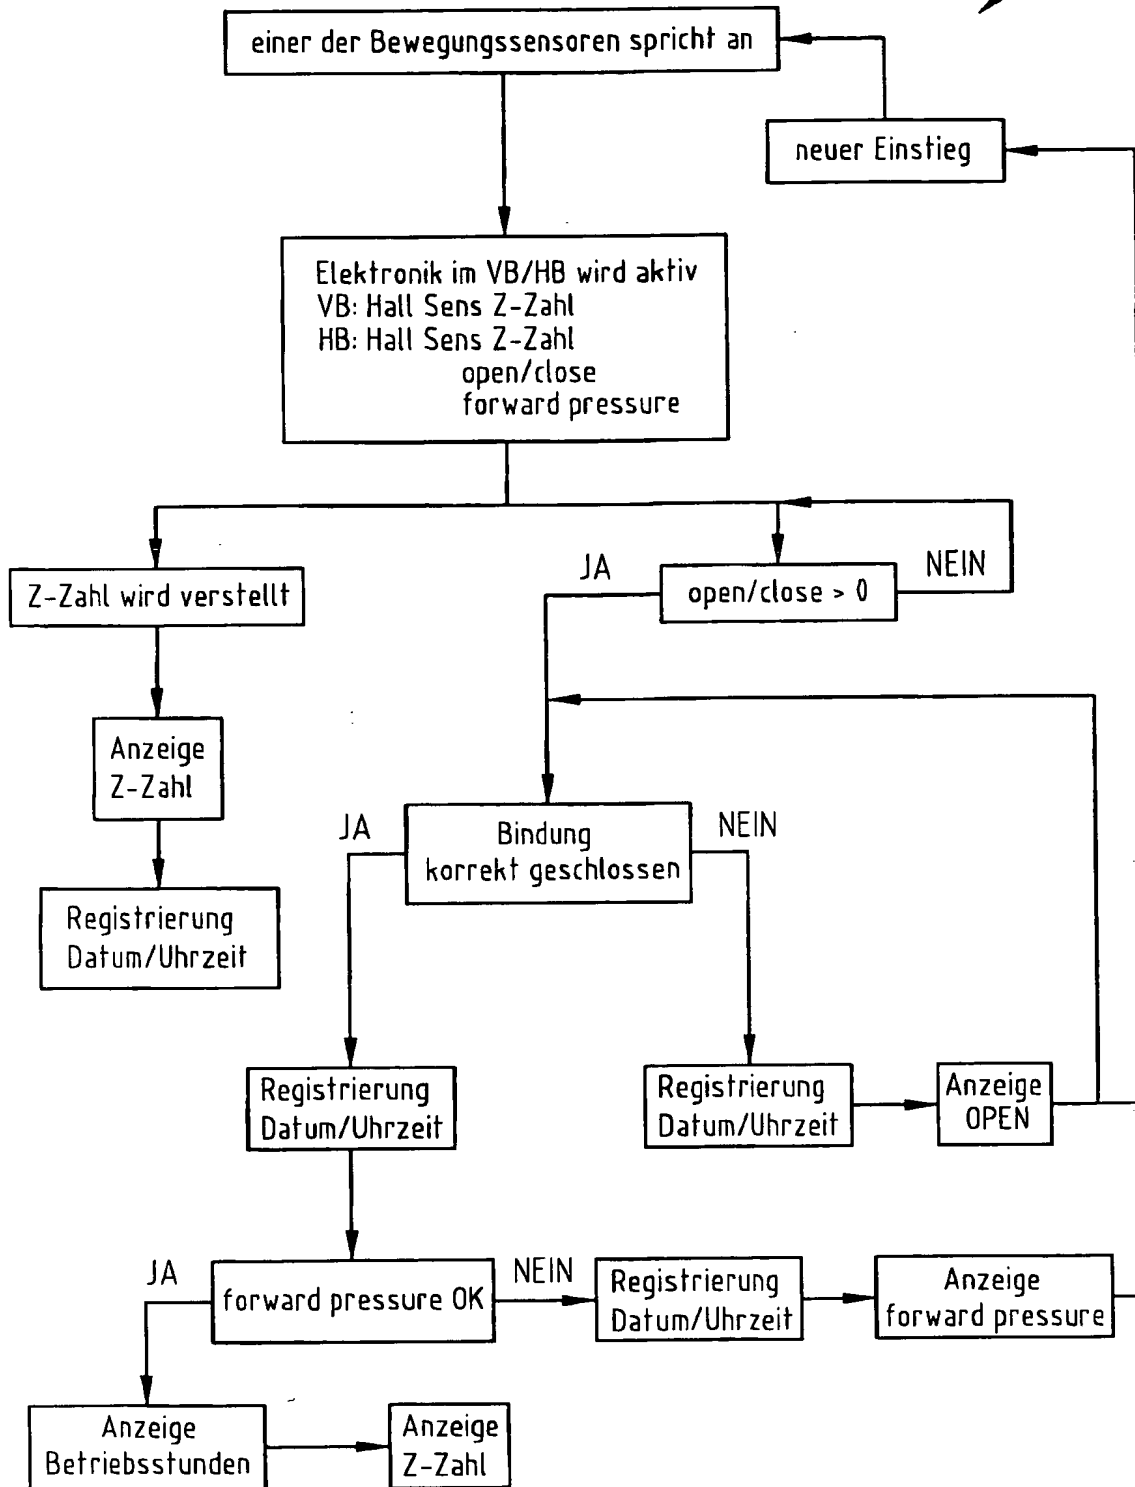 einer der Bewegungssensoren spricht an
neuer Einstieg
Elektronik im VB/HB wird aktiv
VB: Hall Sens Z-Zahl
HB: Hall Sens Z-Zahl
open/close
forward pressure
Z-Zahl wird verstellt
JA
open/close > 0
NEIN
Anzeige
Z-Zahl
JA
Bindung
korrekt geschlossen
NEIN
Registrierung
Datum/Uhrzeit
Registrierung
Datum/Uhrzeit
Registrierung
Datum/Uhrzeit
Anzeige
OPEN
JA
forward pressure OK
NEIN
Registrierung
Datum/Uhrzeit
Anzeige
forward pressure
Anzeige
Betriebsstunden
Anzeige
Z-Zahl